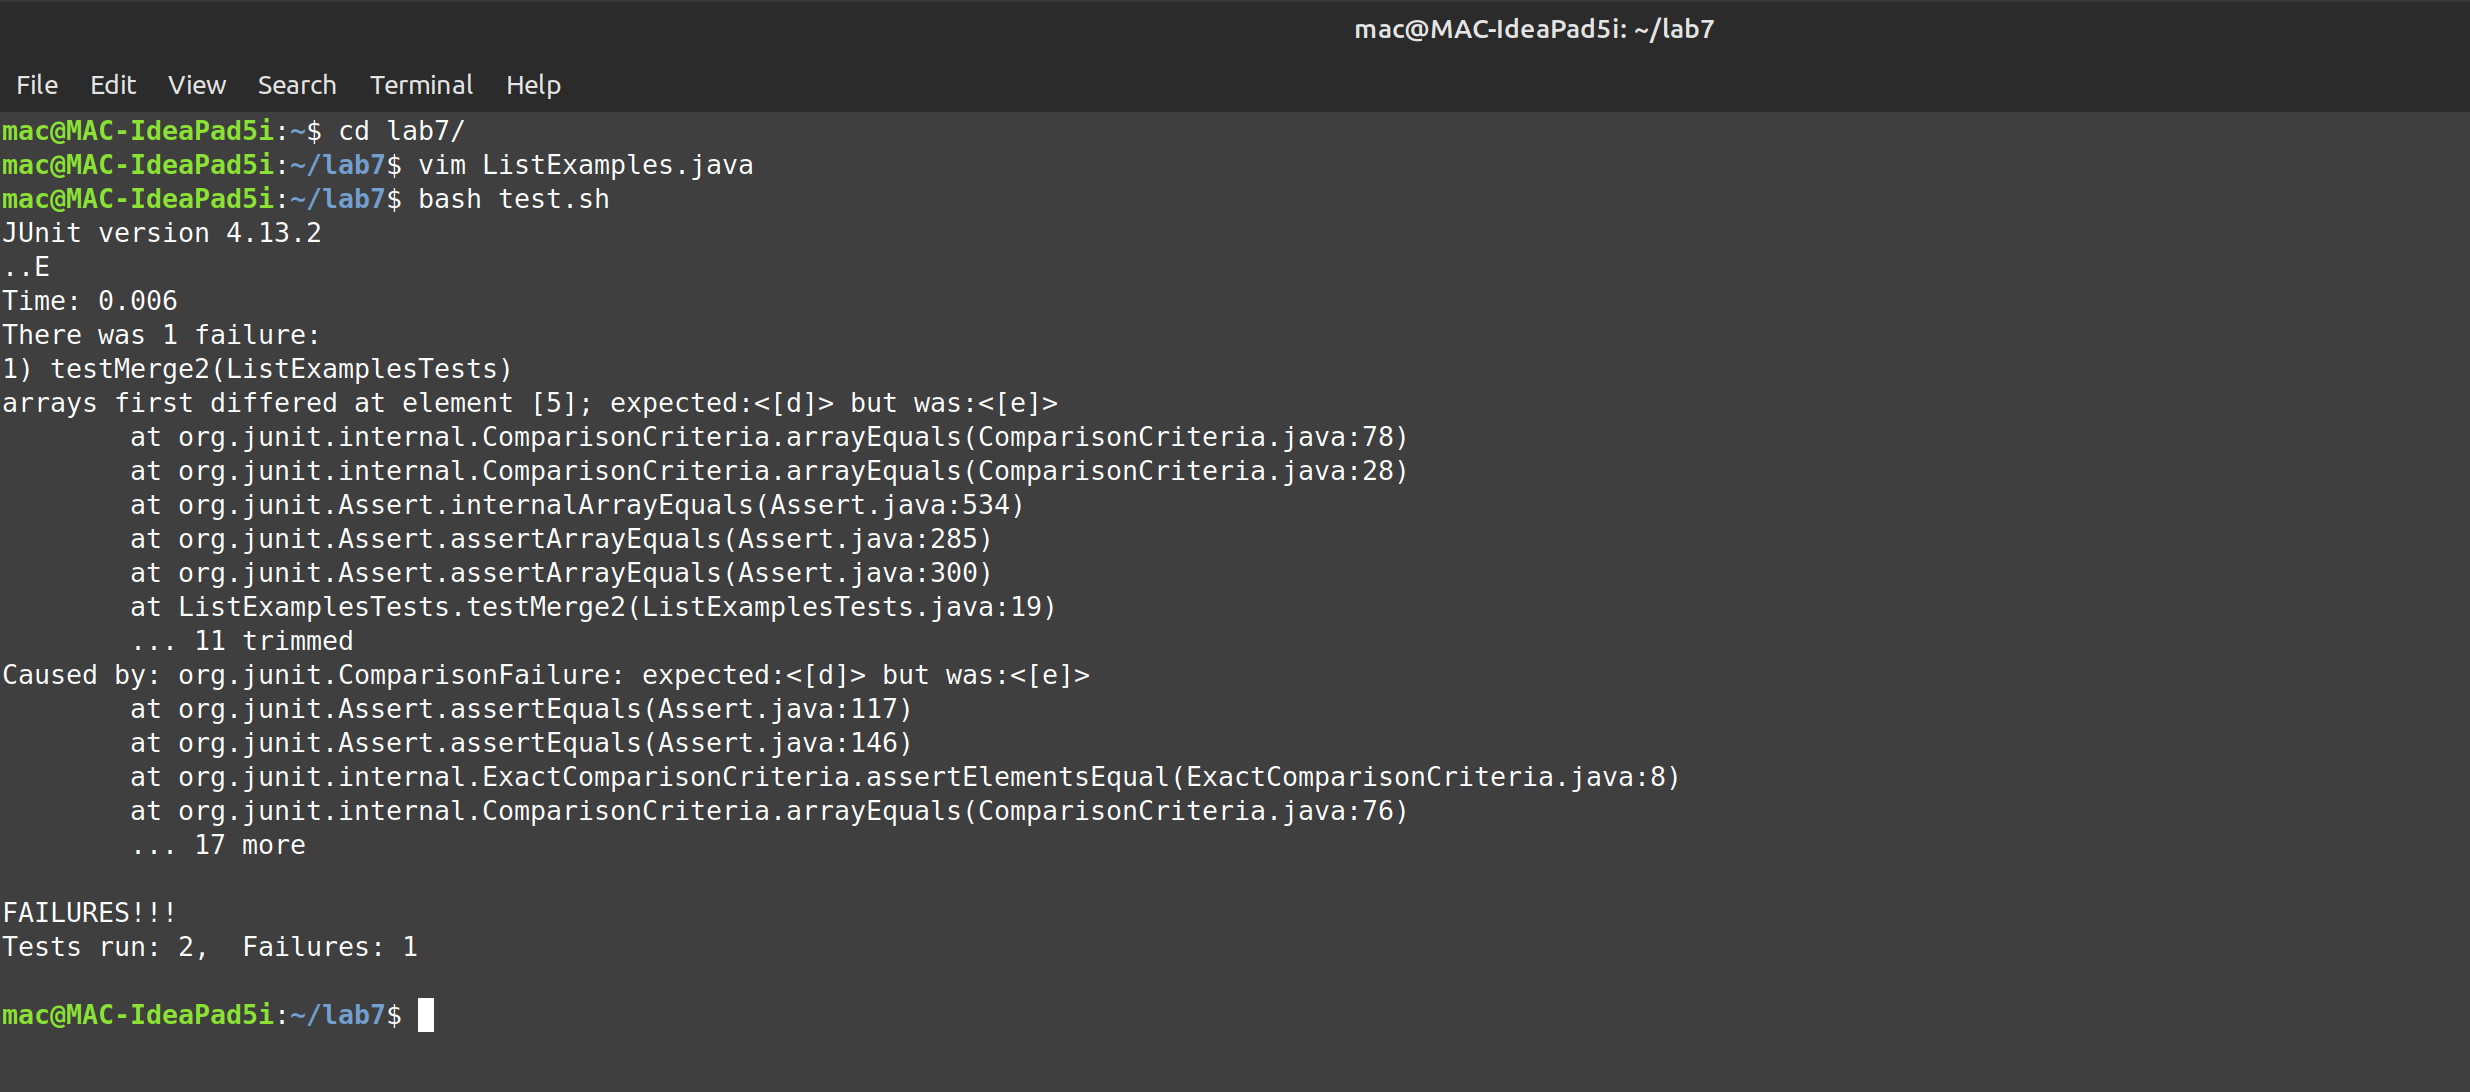 mac@MAC-IdeaPad5i: ~/lab7
File Edit View Search Terminal Help
mac@MAC-IdeaPad5i:~$ cd lab7/
mac@MAC-IdeaPad5i:~/lab7$ vim ListExamples.java
mac@MAC-IdeaPad5i:~/lab7$ bash test.sh
JUnit version 4.13.2
..E
Time: 0.006
There was 1 failure:
1) testMerge2(ListExamplesTests)
arrays first differed at element [5]; expected:<[d]> but was:<[e]>
        at org.junit.internal.ComparisonCriteria.arrayEquals(ComparisonCriteria.java:78)
        at org.junit.internal.ComparisonCriteria.arrayEquals(ComparisonCriteria.java:28)
        at org.junit.Assert.internalArrayEquals(Assert.java:534)
        at org.junit.Assert.assertArrayEquals(Assert.java:285)
        at org.junit.Assert.assertArrayEquals(Assert.java:300)
        at ListExamplesTests.testMerge2(ListExamplesTests.java:19)
        ... 11 trimmed
Caused by: org.junit.ComparisonFailure: expected:<[d]> but was:<[e]>
        at org.junit.Assert.assertEquals(Assert.java:117)
        at org.junit.Assert.assertEquals(Assert.java:146)
        at org.junit.internal.ExactComparisonCriteria.assertElementsEqual(ExactComparisonCriteria.java:8)
        at org.junit.internal.ComparisonCriteria.arrayEquals(ComparisonCriteria.java:76)
        ... 17 more

FAILURES!!!
Tests run: 2,  Failures: 1

mac@MAC-IdeaPad5i:~/lab7$